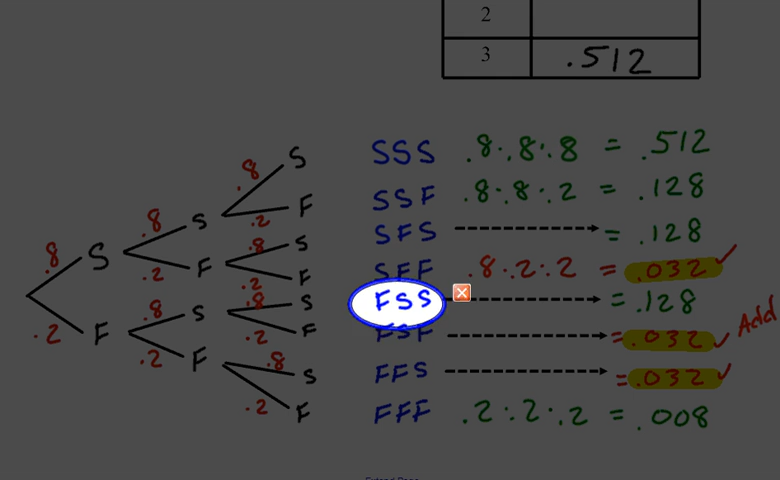 2
3 .512
SSS .8·.8·.8 = .512
SSF .8·.8·.2 = .128
SFS = .128
SFF .8·.2·.2 = .032
FSS = .128
FSF = .032
Add
FFS = .032
FFF .2·.2·.2 = .008
.8 S
.2 F
.8 S
.2 F
.8 S
.2 F
.8 S
.2 F
.8 S
.2 F
.8 S
.2 F
.8 S
.2 F
Extend Page